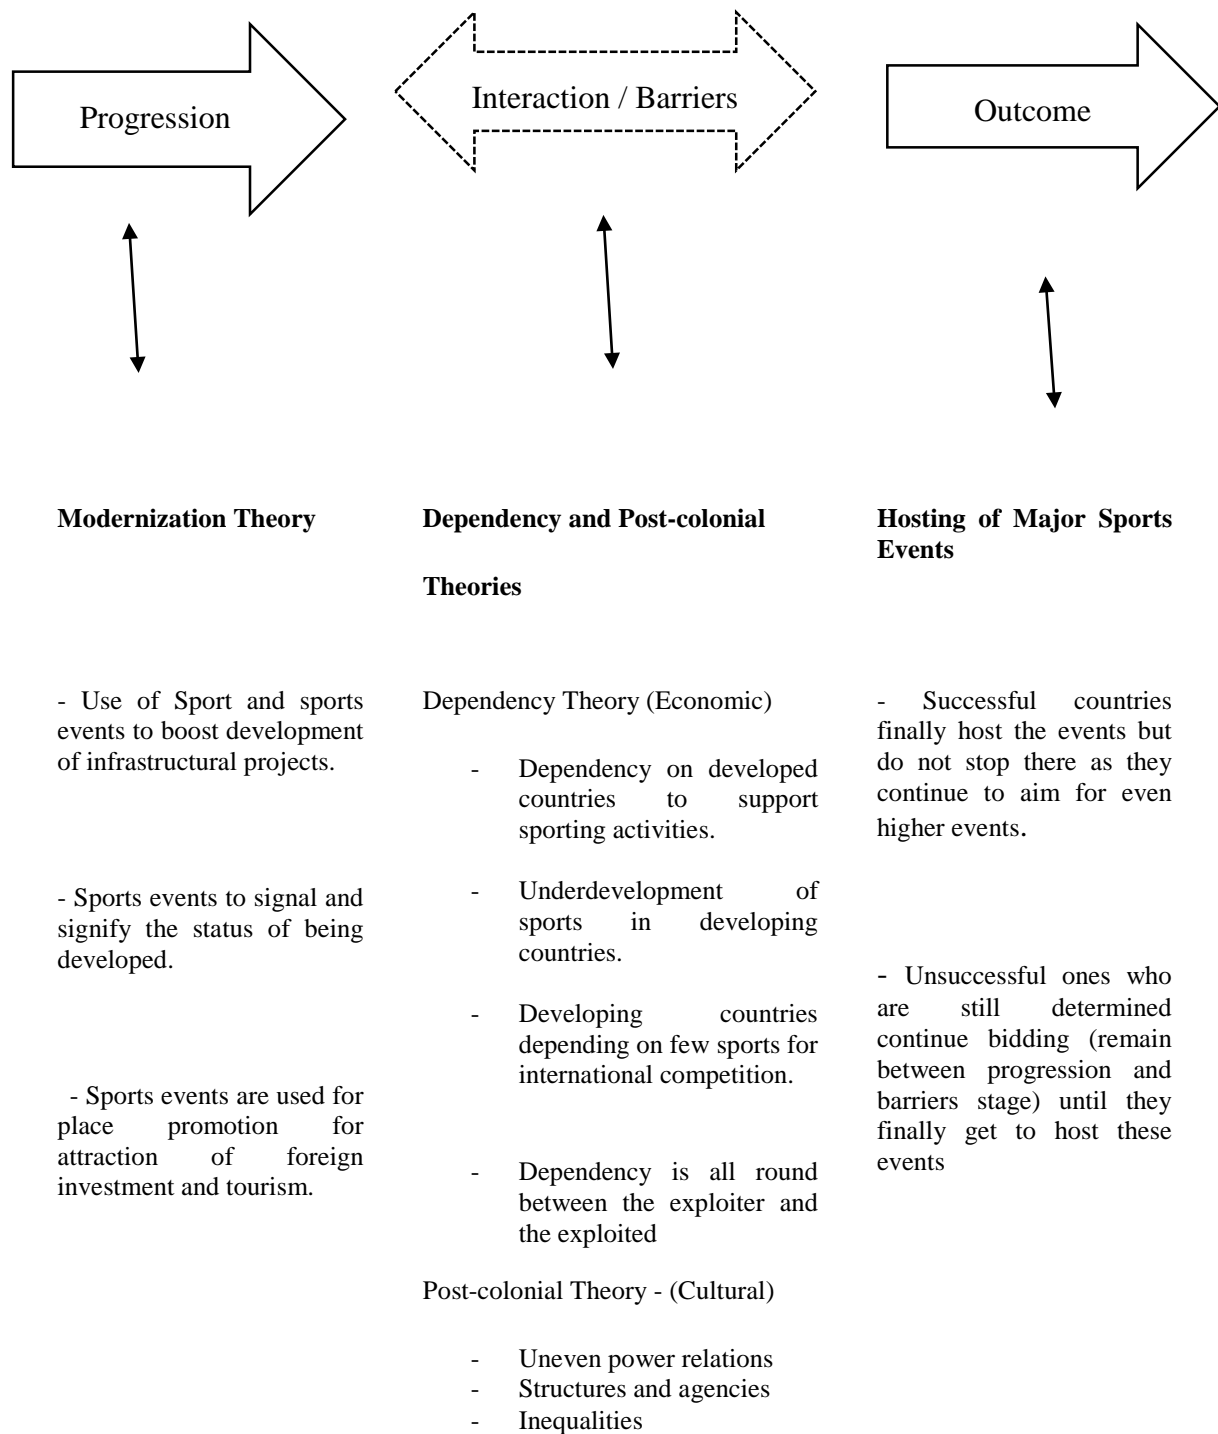 Progression
Interaction / Barriers
Outcome
Modernization Theory
- Use of Sport and sports
events to boost development
of infrastructural projects.
- Sports events to signal and
signify the status of being
developed.
- Sports events are used for
place promotion for
attraction of foreign
investment and tourism.
Dependency and Post-colonial
Theories
Dependency Theory (Economic)
- Dependency on developed
countries to support
sporting activities.
- Underdevelopment of
sports in developing
countries.
- Developing countries
depending on few sports for
international competition.
- Dependency is all round
between the exploiter and
the exploited
Post-colonial Theory - (Cultural)
- Uneven power relations
- Structures and agencies
- Inequalities
Hosting of Major Sports
Events
- Successful countries
finally host the events but
do not stop there as they
continue to aim for even
higher events.
- Unsuccessful ones who
are still determined
continue bidding (remain
between progression and
barriers stage) until they
finally get to host these
events